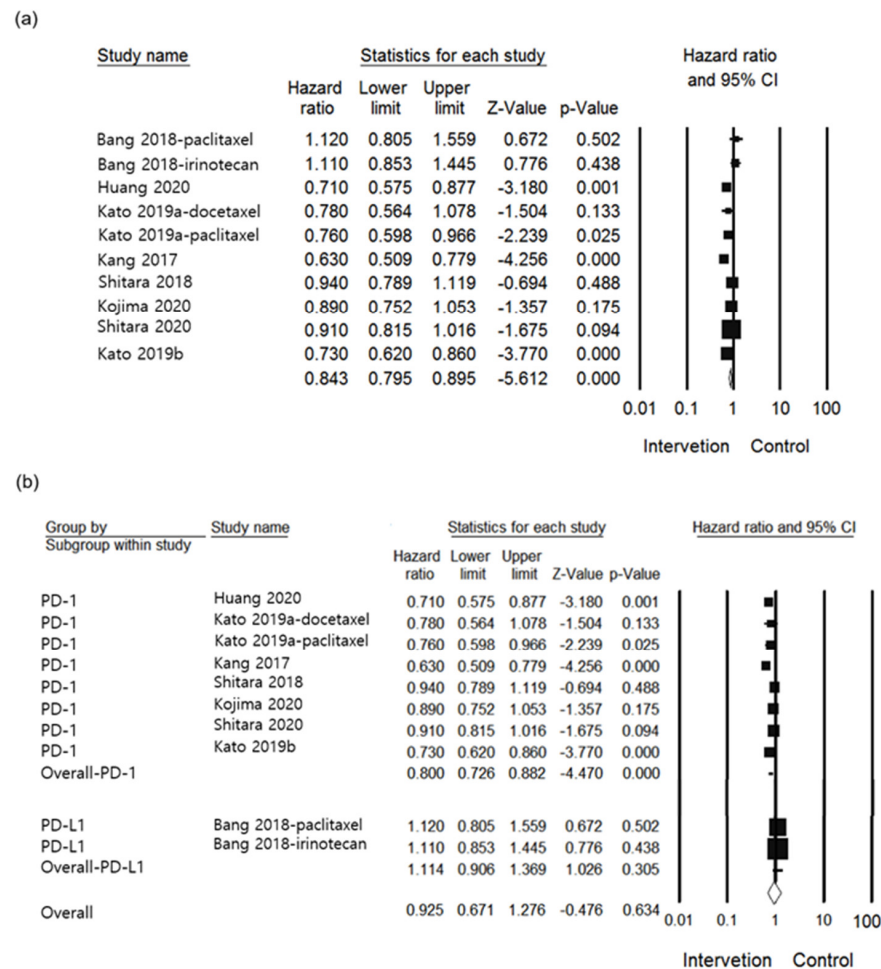 (a)
Study name Statistics for each study Hazard ratio and 95% CI
Hazard ratio Lower limit Upper limit Z-Value p-Value
Bang 2018-paclitaxel 1.120 0.805 1.559 0.672 0.502
Bang 2018-irinotecan 1.110 0.853 1.445 0.776 0.438
Huang 2020 0.710 0.575 0.877 -3.180 0.001
Kato 2019a-docetaxel 0.780 0.564 1.078 -1.504 0.133
Kato 2019a-paclitaxel 0.760 0.598 0.966 -2.239 0.025
Kang 2017 0.630 0.509 0.779 -4.256 0.000
Shitara 2018 0.940 0.789 1.119 -0.694 0.488
Kojima 2020 0.890 0.752 1.053 -1.357 0.175
Shitara 2020 0.910 0.815 1.016 -1.675 0.094
Kato 2019b 0.730 0.620 0.860 -3.770 0.000
0.843 0.795 0.895 -5.612 0.000
0.01 0.1 1 10 100
Intervetion Control
(b)
Group by Study name Statistics for each study Hazard ratio and 95% CI
Subgroup within study
Hazard ratio Lower limit Upper limit Z-Value p-Value
PD-1 Huang 2020 0.710 0.575 0.877 -3.180 0.001
PD-1 Kato 2019a-docetaxel 0.780 0.564 1.078 -1.504 0.133
PD-1 Kato 2019a-paclitaxel 0.760 0.598 0.966 -2.239 0.025
PD-1 Kang 2017 0.630 0.509 0.779 -4.256 0.000
PD-1 Shitara 2018 0.940 0.789 1.119 -0.694 0.488
PD-1 Kojima 2020 0.890 0.752 1.053 -1.357 0.175
PD-1 Shitara 2020 0.910 0.815 1.016 -1.675 0.094
PD-1 Kato 2019b 0.730 0.620 0.860 -3.770 0.000
Overall-PD-1 0.800 0.726 0.882 -4.470 0.000
PD-L1 Bang 2018-paclitaxel 1.120 0.805 1.559 0.672 0.502
PD-L1 Bang 2018-irinotecan 1.110 0.853 1.445 0.776 0.438
Overall-PD-L1 1.114 0.906 1.369 1.026 0.305
Overall 0.925 0.671 1.276 -0.476 0.634
0.01 0.1 1 10 100
Intervetion Control